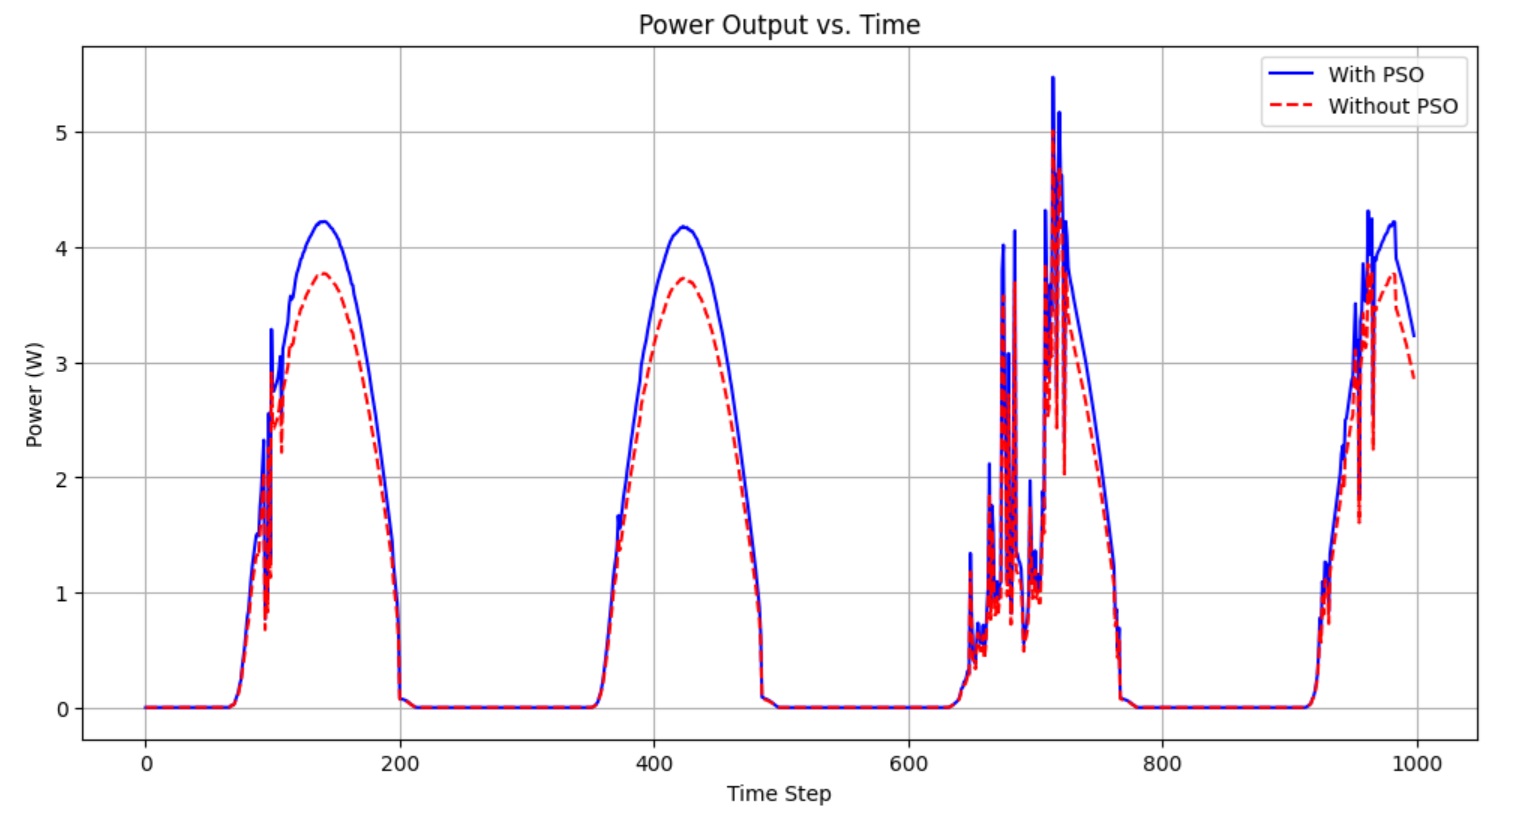 Power Output vs. Time
With PSO
Without PSO
5
4
3
2
1
0
Power (W)
0 200 400 600 800 1000
Time Step